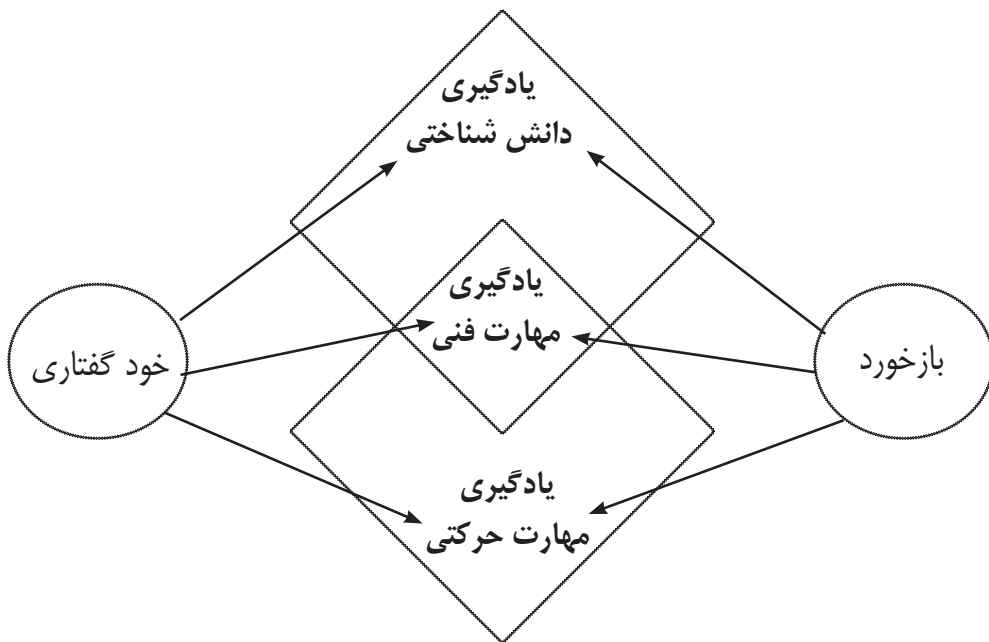 یادگیری
دانش شناختی
یادگیری
مهارت فنی
بازخورد
خود گفتاری
یادگیری
مهارت حرکتی